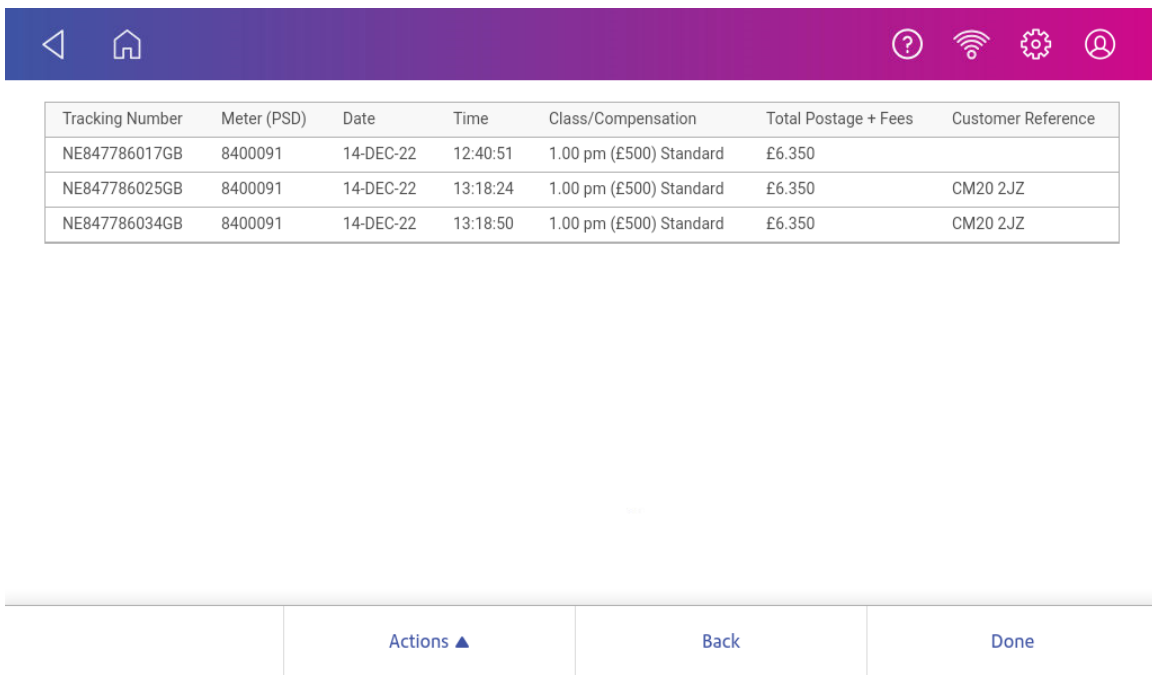 Tracking Number Meter (PSD) Date Time Class/Compensation Total Postage + Fees Customer Reference
NE847786017GB 8400091 14-DEC-22 12:40:51 1.00 pm (£500) Standard £6.350
NE847786025GB 8400091 14-DEC-22 13:18:24 1.00 pm (£500) Standard £6.350 CM20 2JZ
NE847786034GB 8400091 14-DEC-22 13:18:50 1.00 pm (£500) Standard £6.350 CM20 2JZ
Actions ▲ Back Done